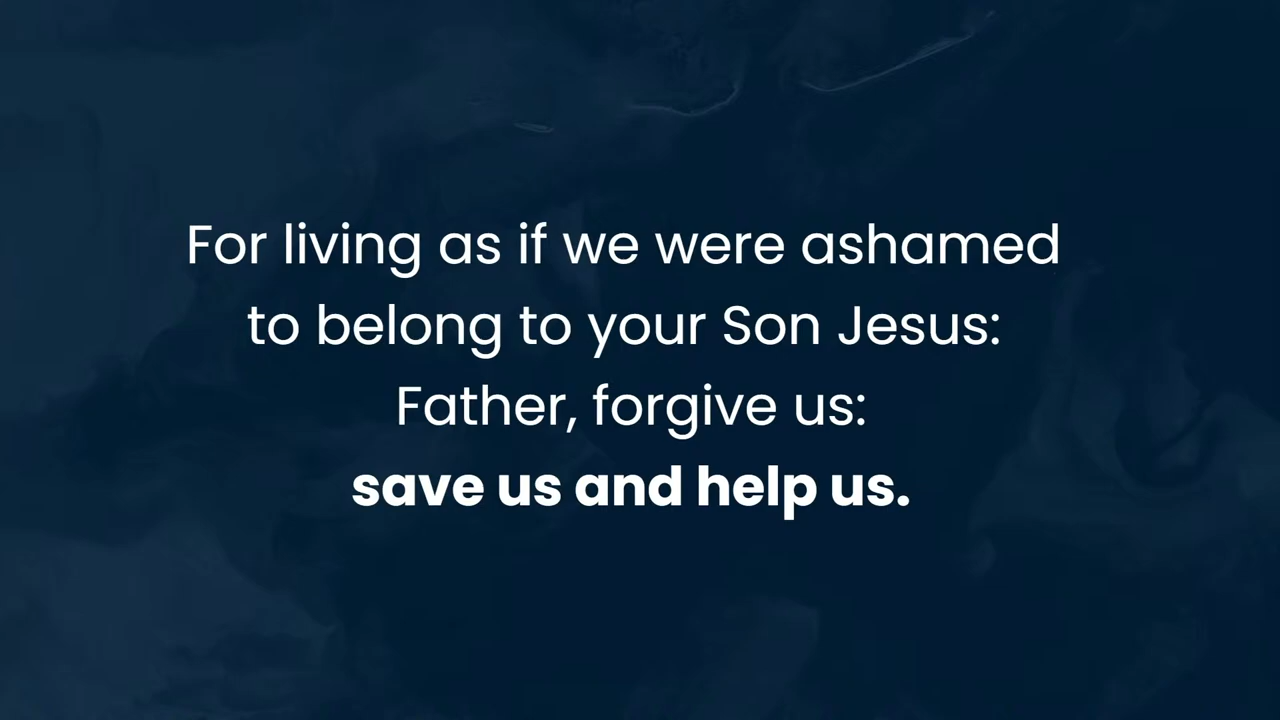 For living as if we were ashamed
to belong to your Son Jesus:
Father, forgive us:
save us and help us.